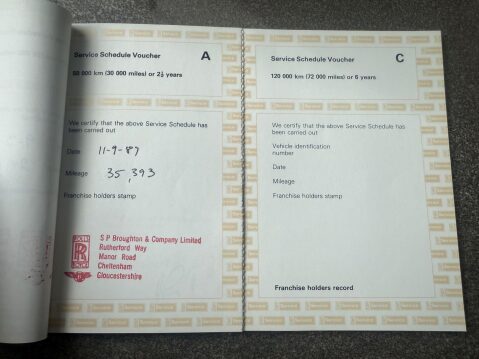 Service Schedule Voucher A
50 000 km (30 000 miles) or 2½ years
We certify that the above Service Schedule has
been carried out
Date 11-9-87
Mileage 35,393
Franchise holders stamp
S P Broughton & Company Limited
Rutherford Way
Manor Road
Cheltenham
Gloucestershire
Service Schedule Voucher C
120 000 km (72 000 miles) or 6 years
We certify that the above Service Schedule has
been carried out
Vehicle identification
number
Date
Mileage
Franchise holders stamp
Franchise holders record